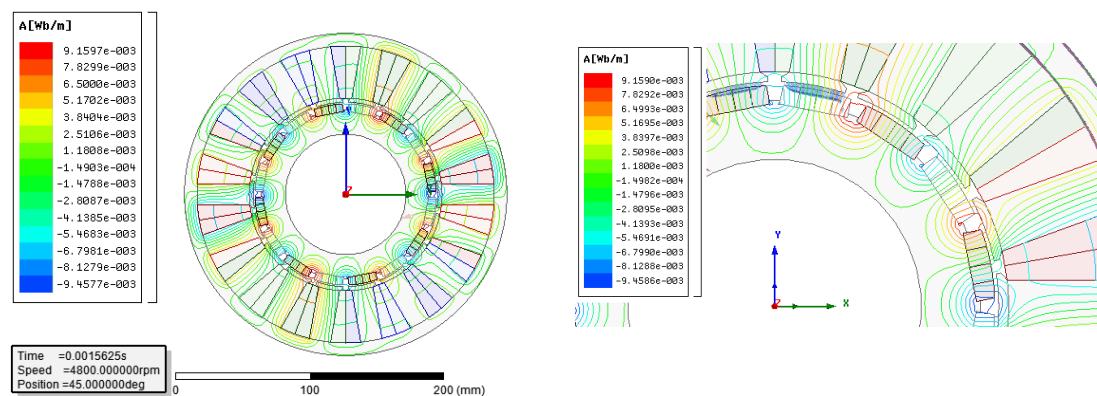 A[Wb/m]
9.1597e-003
7.8299e-003
6.5000e-003
5.1702e-003
3.8404e-003
2.5106e-003
1.1808e-003
-1.4903e-004
-1.4788e-003
-2.8087e-003
-4.1385e-003
-5.4683e-003
-6.7981e-003
-8.1279e-003
-9.4577e-003
Time =0.0015625s
Speed =4800.000000rpm
Position =45.000000deg
0 100 200 (mm)
A[Wb/m]
9.1590e-003
7.8292e-003
6.4993e-003
5.1695e-003
3.8397e-003
2.5098e-003
1.1800e-003
-1.4982e-004
-1.4796e-003
-2.8095e-003
-4.1393e-003
-5.4691e-003
-6.7990e-003
-8.1288e-003
-9.4586e-003
Y
Z
X